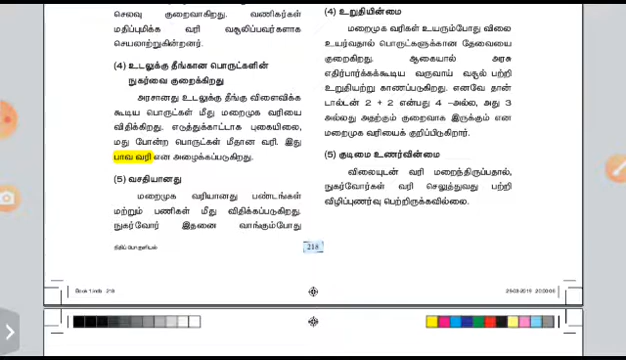 செலவு குறைவாகிறது. வணிகர்கள்
மதிப்புமிக்க வரி வசூலிப்பவர்களாக
செயலாற்றுகின்றனர்.
(4) உடலுக்கு தீங்கான பொருட்களின்
நுகர்வை குறைக்கிறது
அரசானது உடலுக்கு தீங்கு விளைவிக்க
கூடிய பொருட்கள் மீது மறைமுக வரியை
விதிக்கிறது. எடுத்துக்காட்டாக புகையிலை,
மது போன்ற பொருட்கள் மீதான வரி. இது
பாவ வரி என அழைக்கப்படுகிறது.
(5) வசதியானது
மறைமுக வரியானது பண்டங்கள்
மற்றும் பணிகள் மீது விதிக்கப்படுகிறது.
நுகர்வோர் இதனை வாங்கும்போது
(4) உறுதியின்மை
மறைமுக வரிகள் உயரும்போது விலை
உயர்வதால் பொருட்களுக்கான தேவையை
குறைகிறது. ஆகையால் அரசு
எதிர்பார்க்கக்கூடிய வருவாய் வசூல் பற்றி
உறுதியற்று காணப்படுகிறது. எனவே தான்
டால்டன் 2 + 2 என்பது 4 –அல்ல, அது 3
அல்லது அதற்கும் குறைவாக இருக்கும் என
மறைமுக வரியைக் குறிப்பிடுகிறார்.
(5) குடிமை உணர்வின்மை
விலையுடன் வரி மறைந்திருப்பதால்,
நுகர்வோர்கள் வரி செலுத்துவது பற்றி
விழிப்புணர்வு பெற்றிருக்கவில்லை.
நிதிப் பொருளியல்
218
Book 1.indb 218